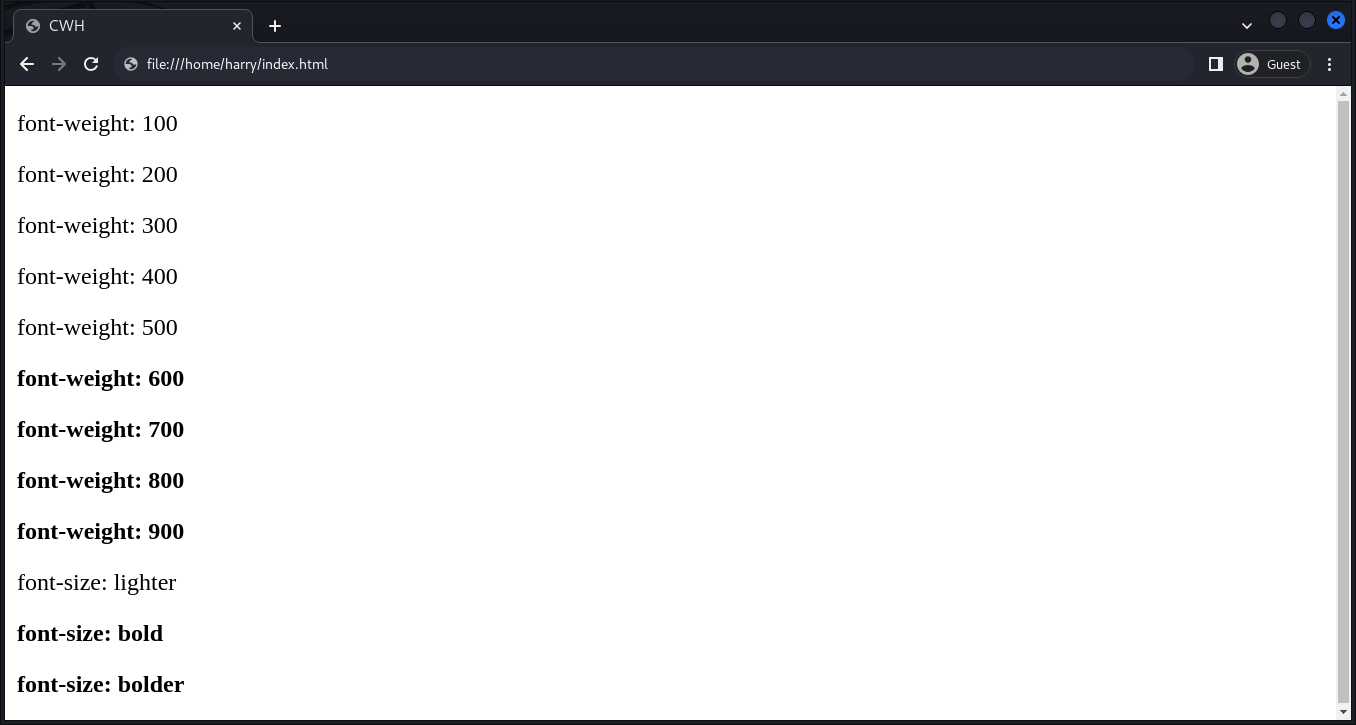 CWH
file:///home/harry/index.html
Guest
font-weight: 100
font-weight: 200
font-weight: 300
font-weight: 400
font-weight: 500
font-weight: 600
font-weight: 700
font-weight: 800
font-weight: 900
font-size: lighter
font-size: bold
font-size: bolder